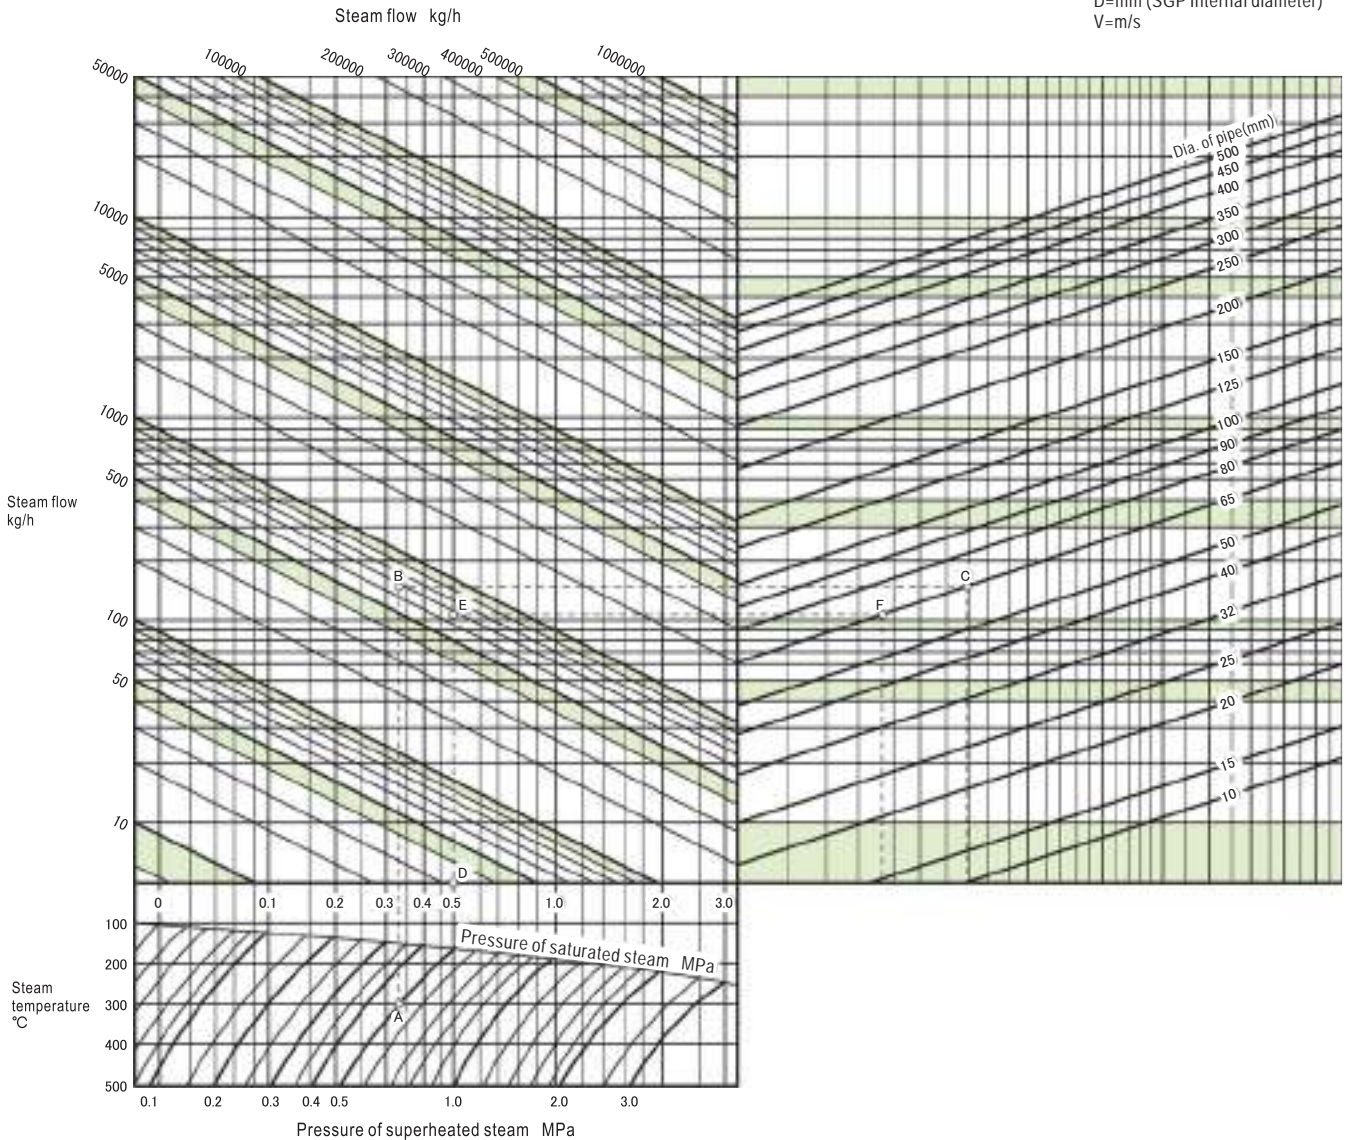 D=mm (SGP internal diameter)
V=m/s
Steam flow kg/h
50000 100000 200000 300000 400000 500000 1000000
10000
5000
1000
500
100
50
10
Steam flow
kg/h
Dia. of pipe(mm)
500
450
400
350
300
250
200
150
125
100
90
80
65
50
40
32
25
20
15
10
B
C
E
F
D
0 0.1 0.2 0.3 0.4 0.5 1.0 2.0 3.0
Pressure of saturated steam MPa
100
200
300
400
500
Steam
temperature
℃
A
0.1 0.2 0.3 0.4 0.5 1.0 2.0 3.0
Pressure of superheated steam MPa